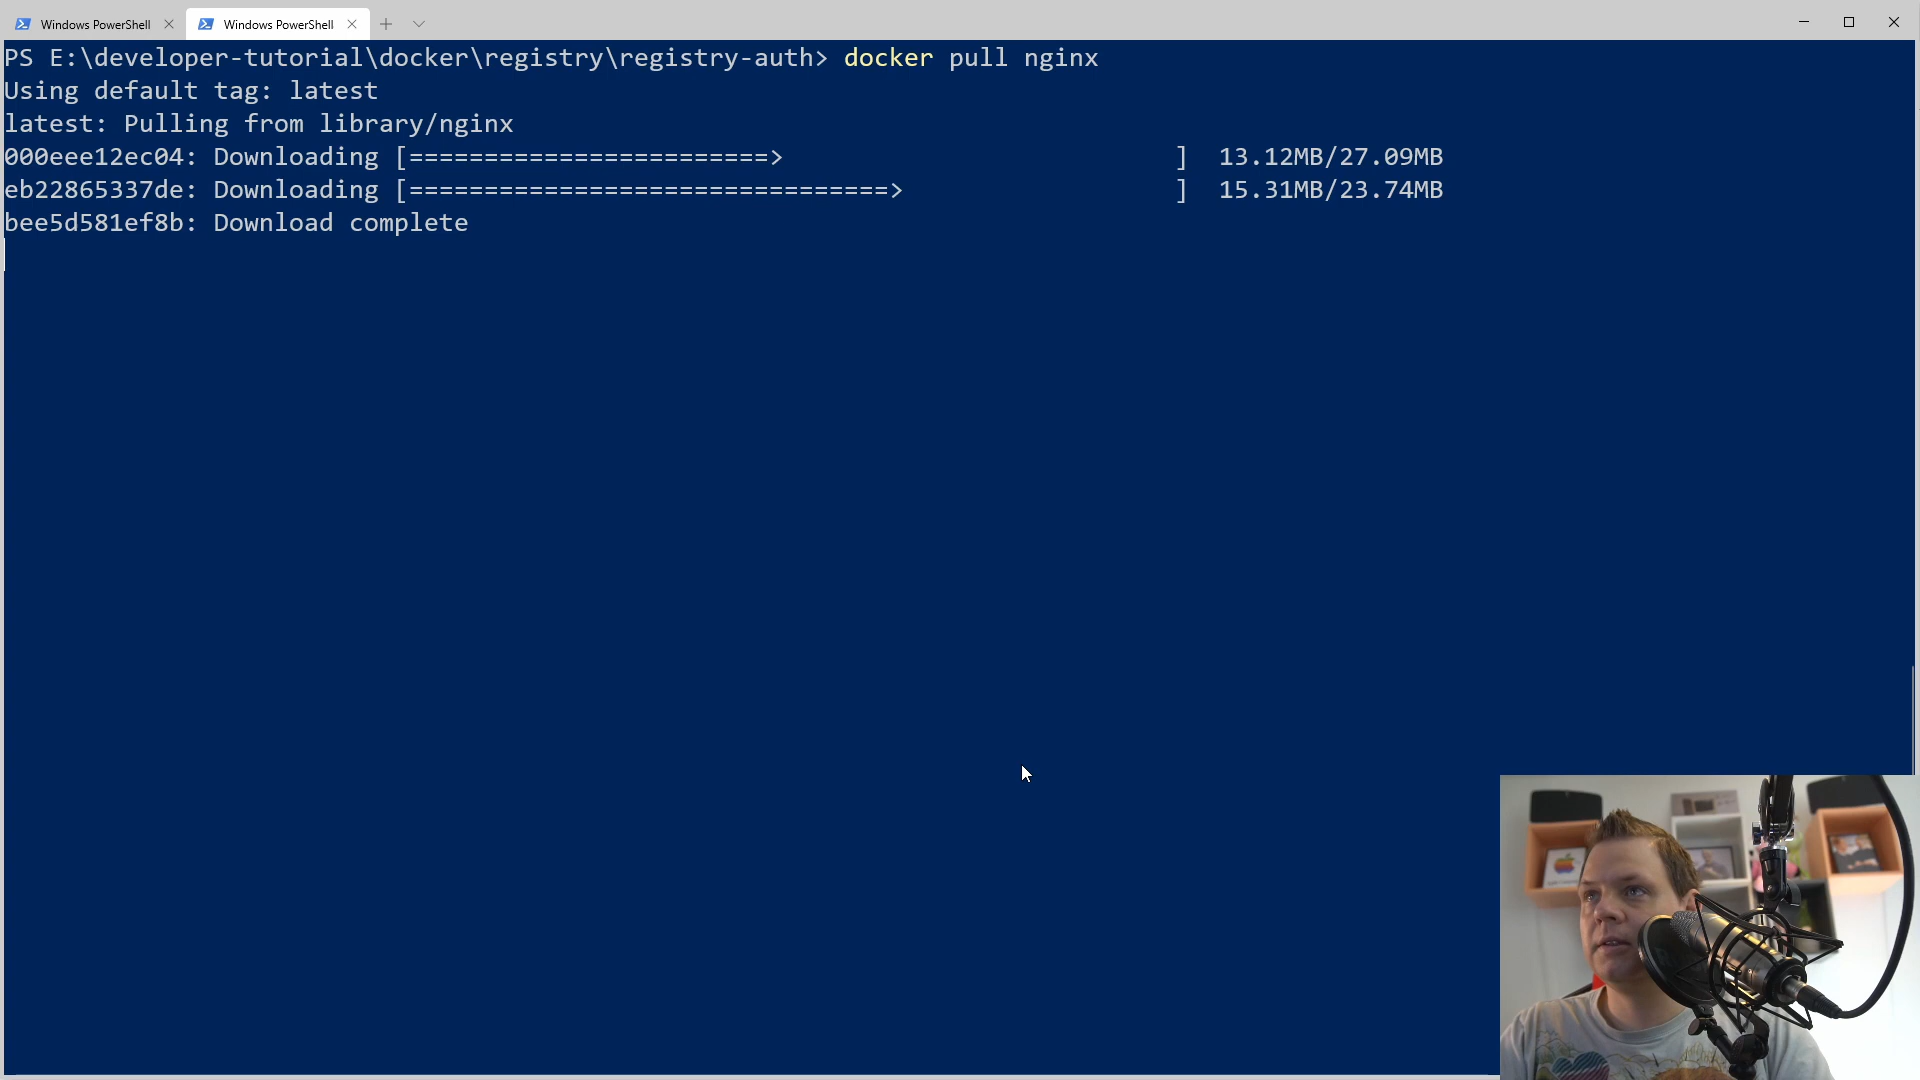 Windows PowerShell
Windows PowerShell
PS E:\developer-tutorial\docker\registry\registry-auth> docker pull nginx
Using default tag: latest
latest: Pulling from library/nginx
000eee12ec04: Downloading [========================>                          ]  13.12MB/27.09MB
eb22865337de: Downloading [================================>                  ]  15.31MB/23.74MB
bee5d581ef8b: Download complete